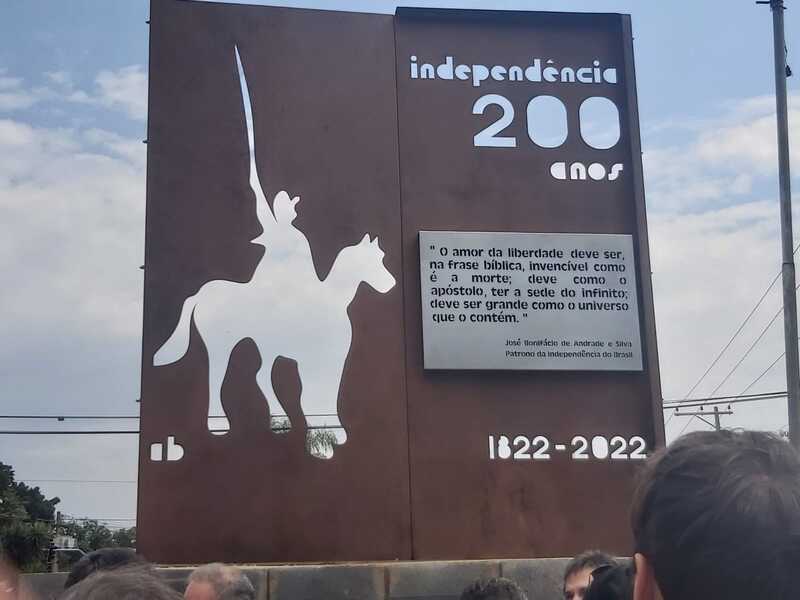 independência
200
anos
" O amor da liberdade deve ser,
na frase bíblica, invencível como
é a morte; deve como o
apóstolo, ter a sede do infinito;
deve ser grande como o universo
que o contém. "
José Bonifácio de Andrade e Silva
Patrono da Independência do Brasil
ab
1822-2022